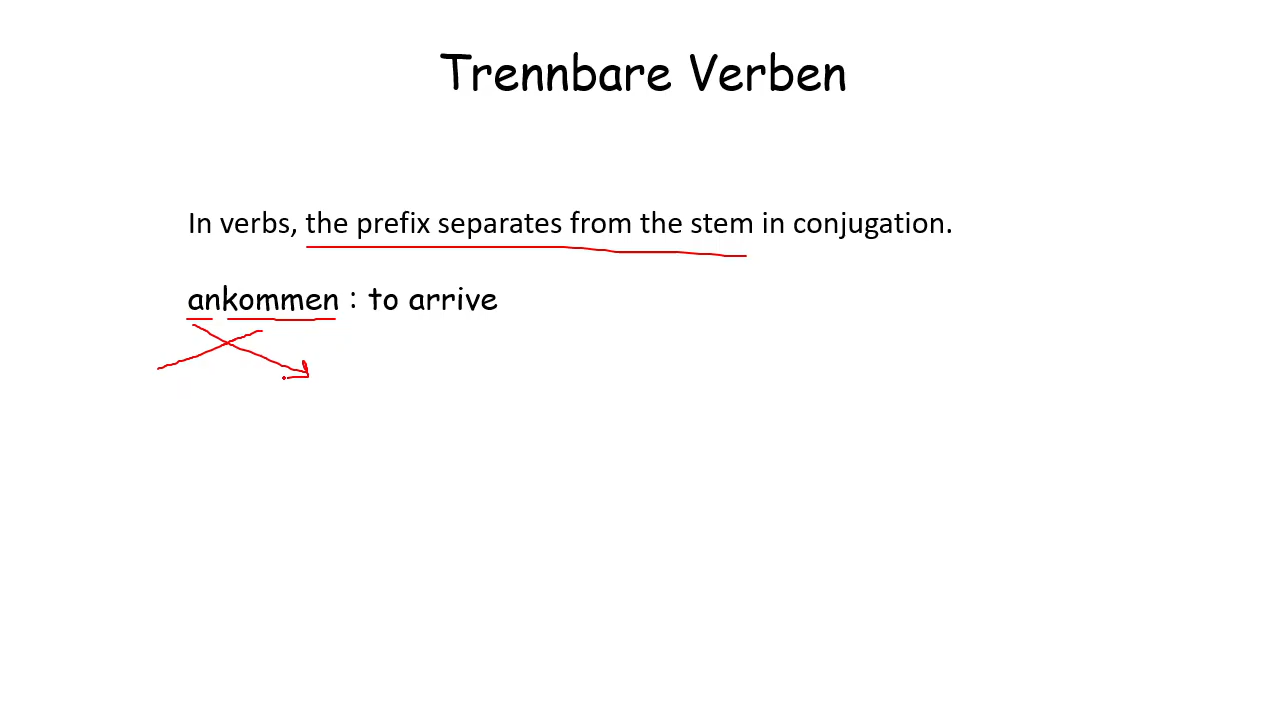 Trennbare Verben
In verbs, the prefix separates from the stem in conjugation.
ankommen : to arrive